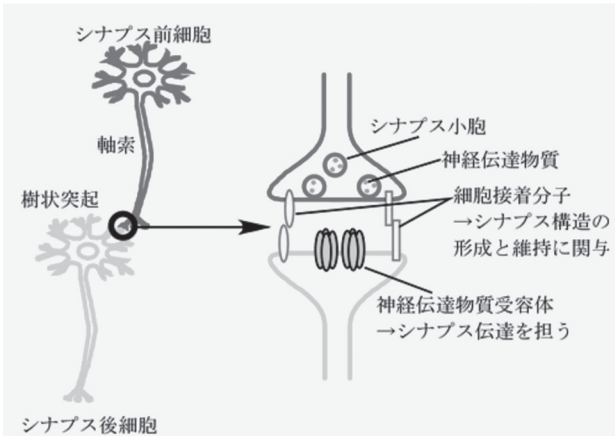 シナプス前細胞
軸索
樹状突起
シナプス後細胞
シナプス小胞
神経伝達物質
細胞接着分子
→シナプス構造の
形成と維持に関与
神経伝達物質受容体
→シナプス伝達を担う